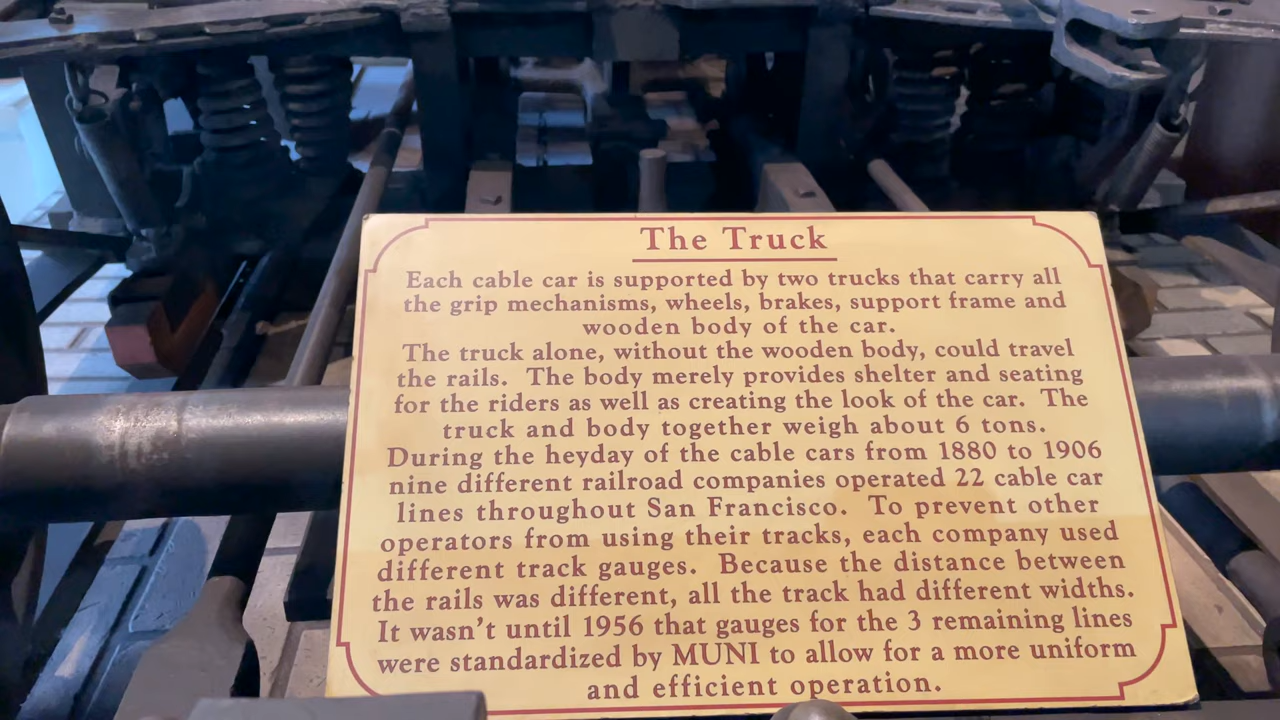 The Truck
Each cable car is supported by two trucks that carry all
the grip mechanisms, wheels, brakes, support frame and
wooden body of the car.
The truck alone, without the wooden body, could travel
the rails. The body merely provides shelter and seating
for the riders as well as creating the look of the car. The
truck and body together weigh about 6 tons.
During the heyday of the cable cars from 1880 to 1906
nine different railroad companies operated 22 cable car
lines throughout San Francisco. To prevent other
operators from using their tracks, each company used
different track gauges. Because the distance between
the rails was different, all the track had different widths.
It wasn't until 1956 that gauges for the 3 remaining lines
were standardized by MUNI to allow for a more uniform
and efficient operation.